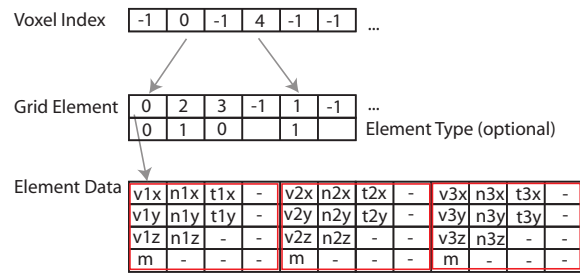 Voxel Index -1 0 -1 4 -1 -1 ...
Grid Element 0 2 3 -1 1 -1 ...
0 1 0 1 Element Type (optional)
Element Data v1x n1x t1x - v2x n2x t2x - v3x n3x t3x -
v1y n1y t1y - v2y n2y t2y - v3y n3y t3y -
v1z n1z - - v2z n2z - - v3z n3z - -
m - - - m - - - m - - -